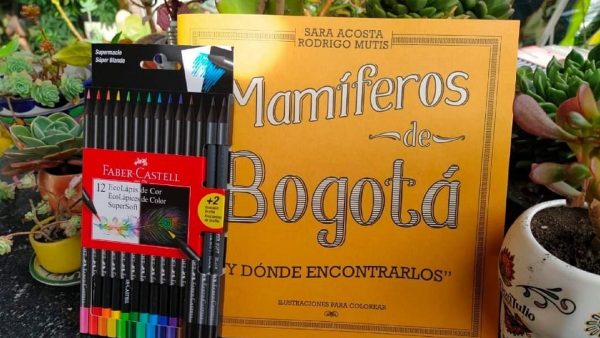 SARA ACOSTA
RODRIGO MUTIS
Mamíferos
de
Bogotá
Y DÓNDE ENCONTRARLOS"
ILUSTRACIONES PARA COLOREAR
Supermacio
Súper Blando
FABER-CASTELL
12 EcoLápis de Cor
EcoLápices de Color
SuperSoft
+2